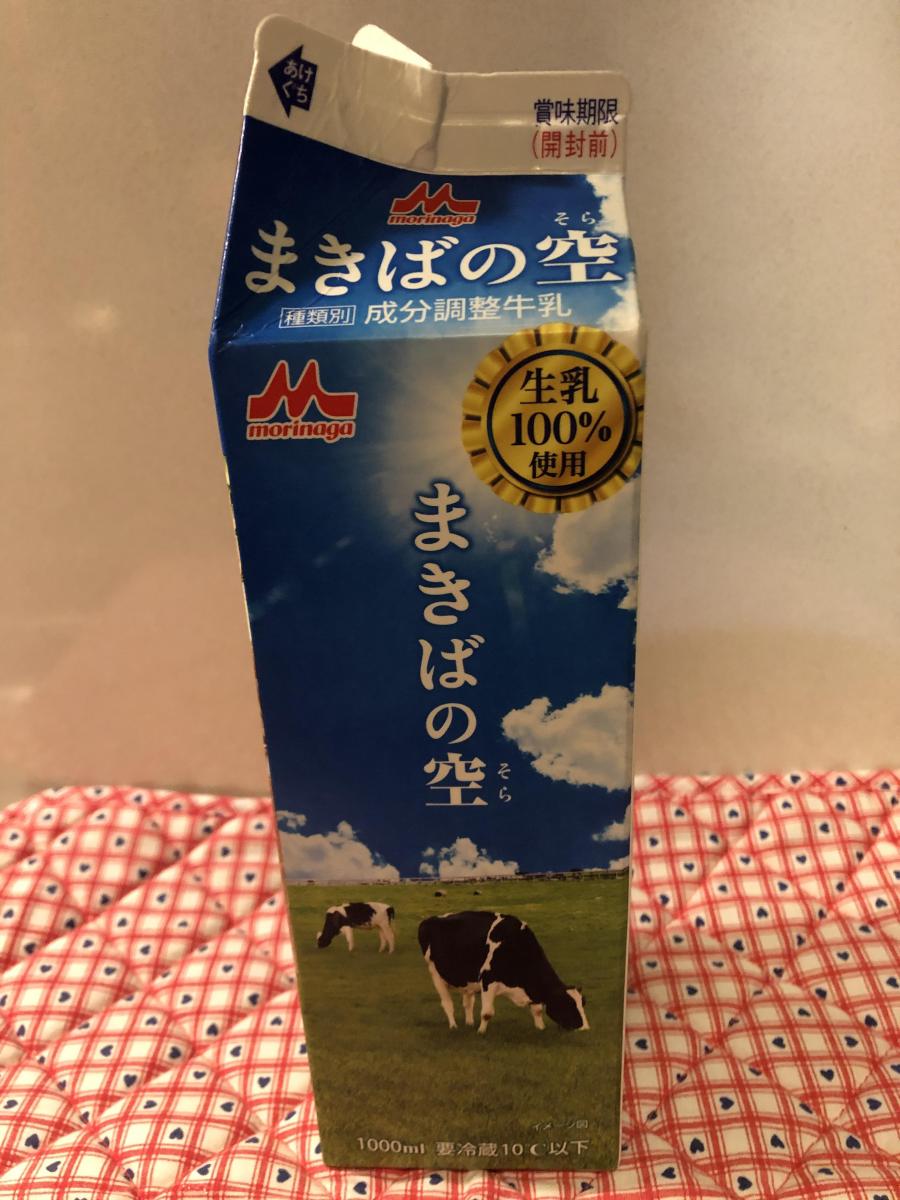 あけ
ぐち
賞味期限
(開封前)
morinaga
まきばの空
そら
種類別 成分調整牛乳
morinaga
生乳
100%
使用
まきばの空
そら
イメージ図
1000ml 要冷蔵10℃以下